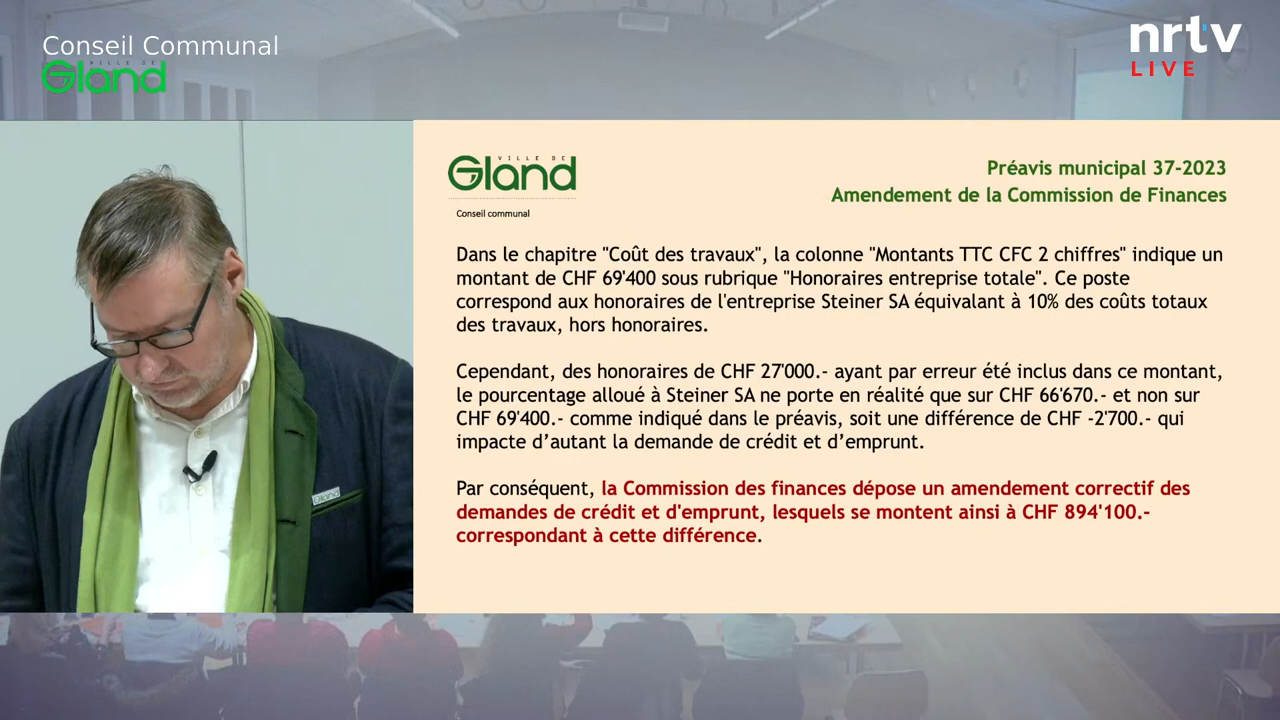 Conseil Communal
VILLE DE
Gland
nrtv
LIVE
VILLE DE
Gland
Conseil communal
Préavis municipal 37-2023
Amendement de la Commission de Finances
Dans le chapitre "Coût des travaux", la colonne "Montants TTC CFC 2 chiffres" indique un
montant de CHF 69'400 sous rubrique "Honoraires entreprise totale". Ce poste
correspond aux honoraires de l'entreprise Steiner SA équivalant à 10% des coûts totaux
des travaux, hors honoraires.
Cependant, des honoraires de CHF 27'000.- ayant par erreur été inclus dans ce montant,
le pourcentage alloué à Steiner SA ne porte en réalité que sur CHF 66'670.- et non sur
CHF 69'400.- comme indiqué dans le préavis, soit une différence de CHF -2'700.- qui
impacte d’autant la demande de crédit et d’emprunt.
Par conséquent, la Commission des finances dépose un amendement correctif des
demandes de crédit et d'emprunt, lesquels se montent ainsi à CHF 894'100.-
correspondant à cette différence.
Gland